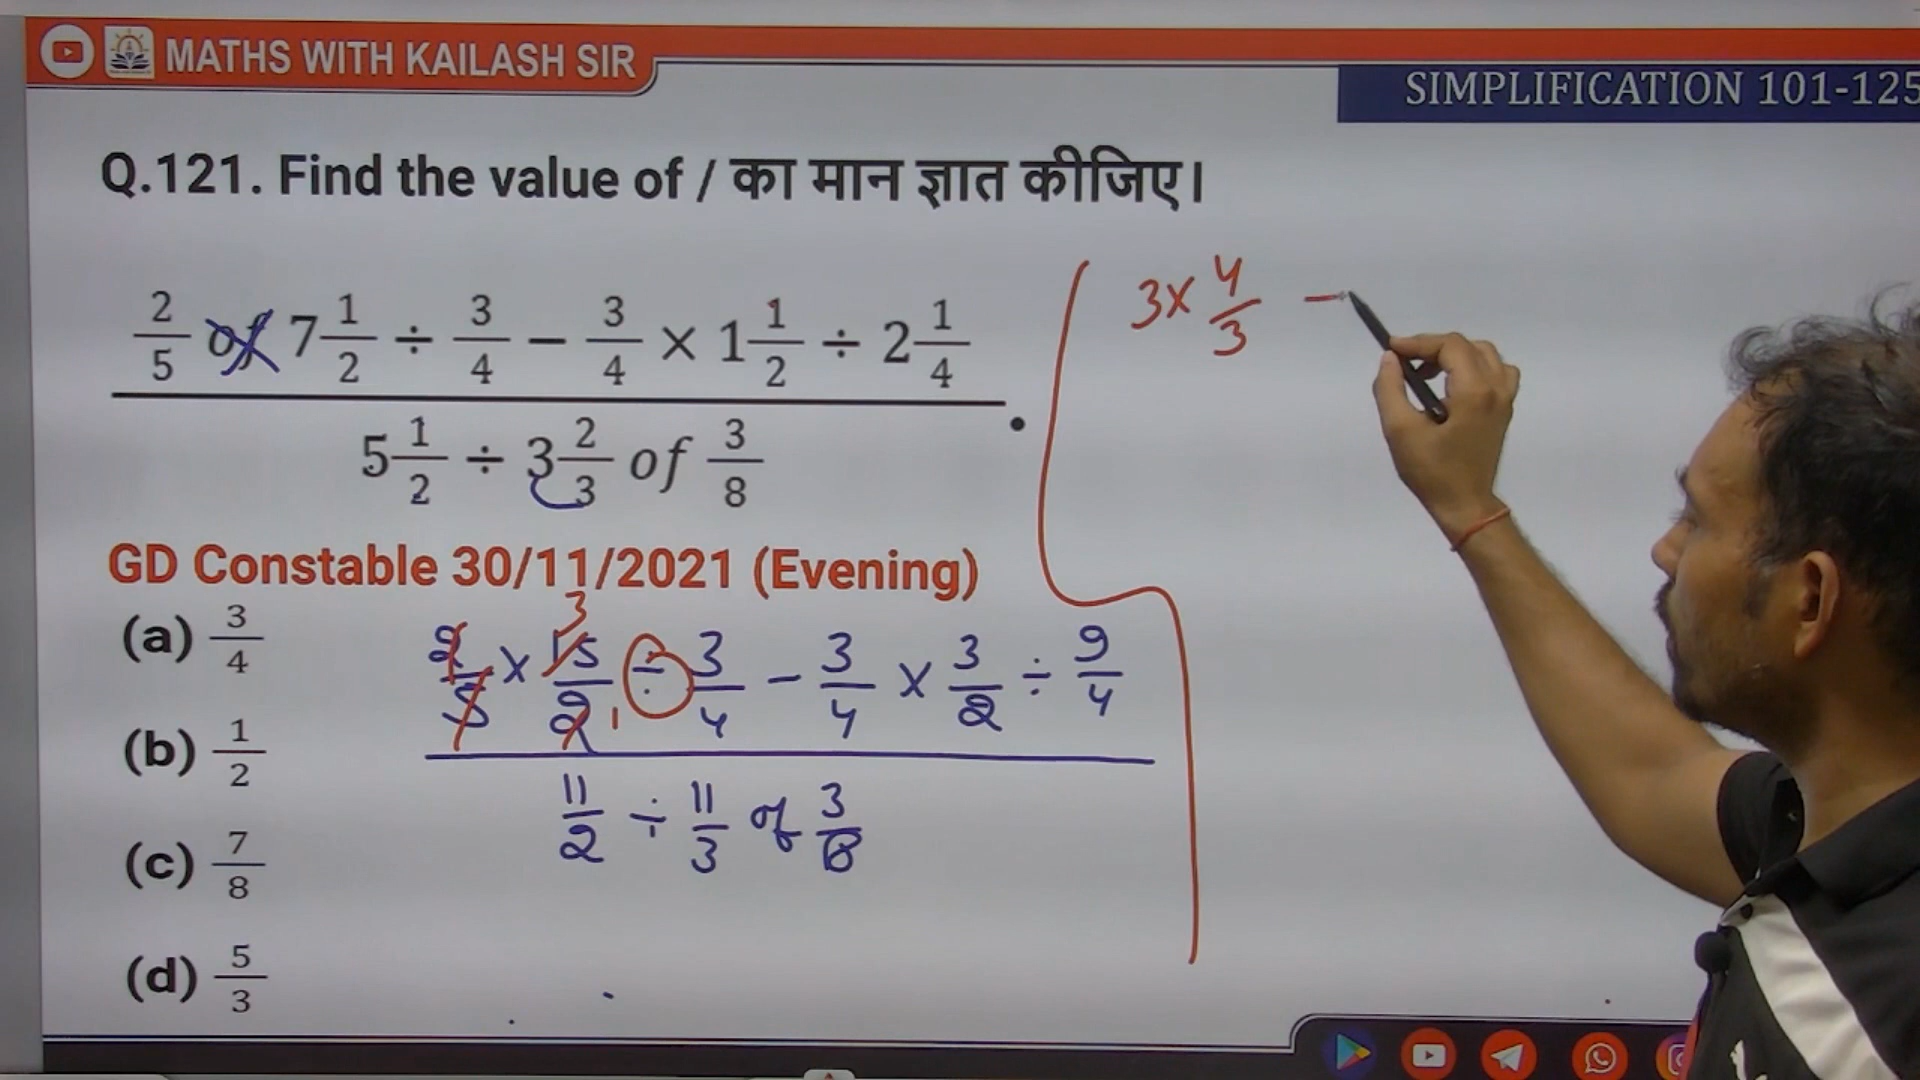 MATHS WITH KAILASH SIR
SIMPLIFICATION 101-125
Q.121. Find the value of / का मान ज्ञात कीजिए।
2/5 of 7 1/2 ÷ 3/4 − 3/4 × 1 1/2 ÷ 2 1/4
5 1/2 ÷ 3 2/3 of 3/8 .
GD Constable 30/11/2021 (Evening)
(a) 3/4
(b) 1/2
(c) 7/8
(d) 5/3
2/5 × 15/2 ÷ 3/4 − 3/4 × 3/2 ÷ 9/4
3
1
11/2 ÷ 11/3 of 3/8
3 × 4/3 −